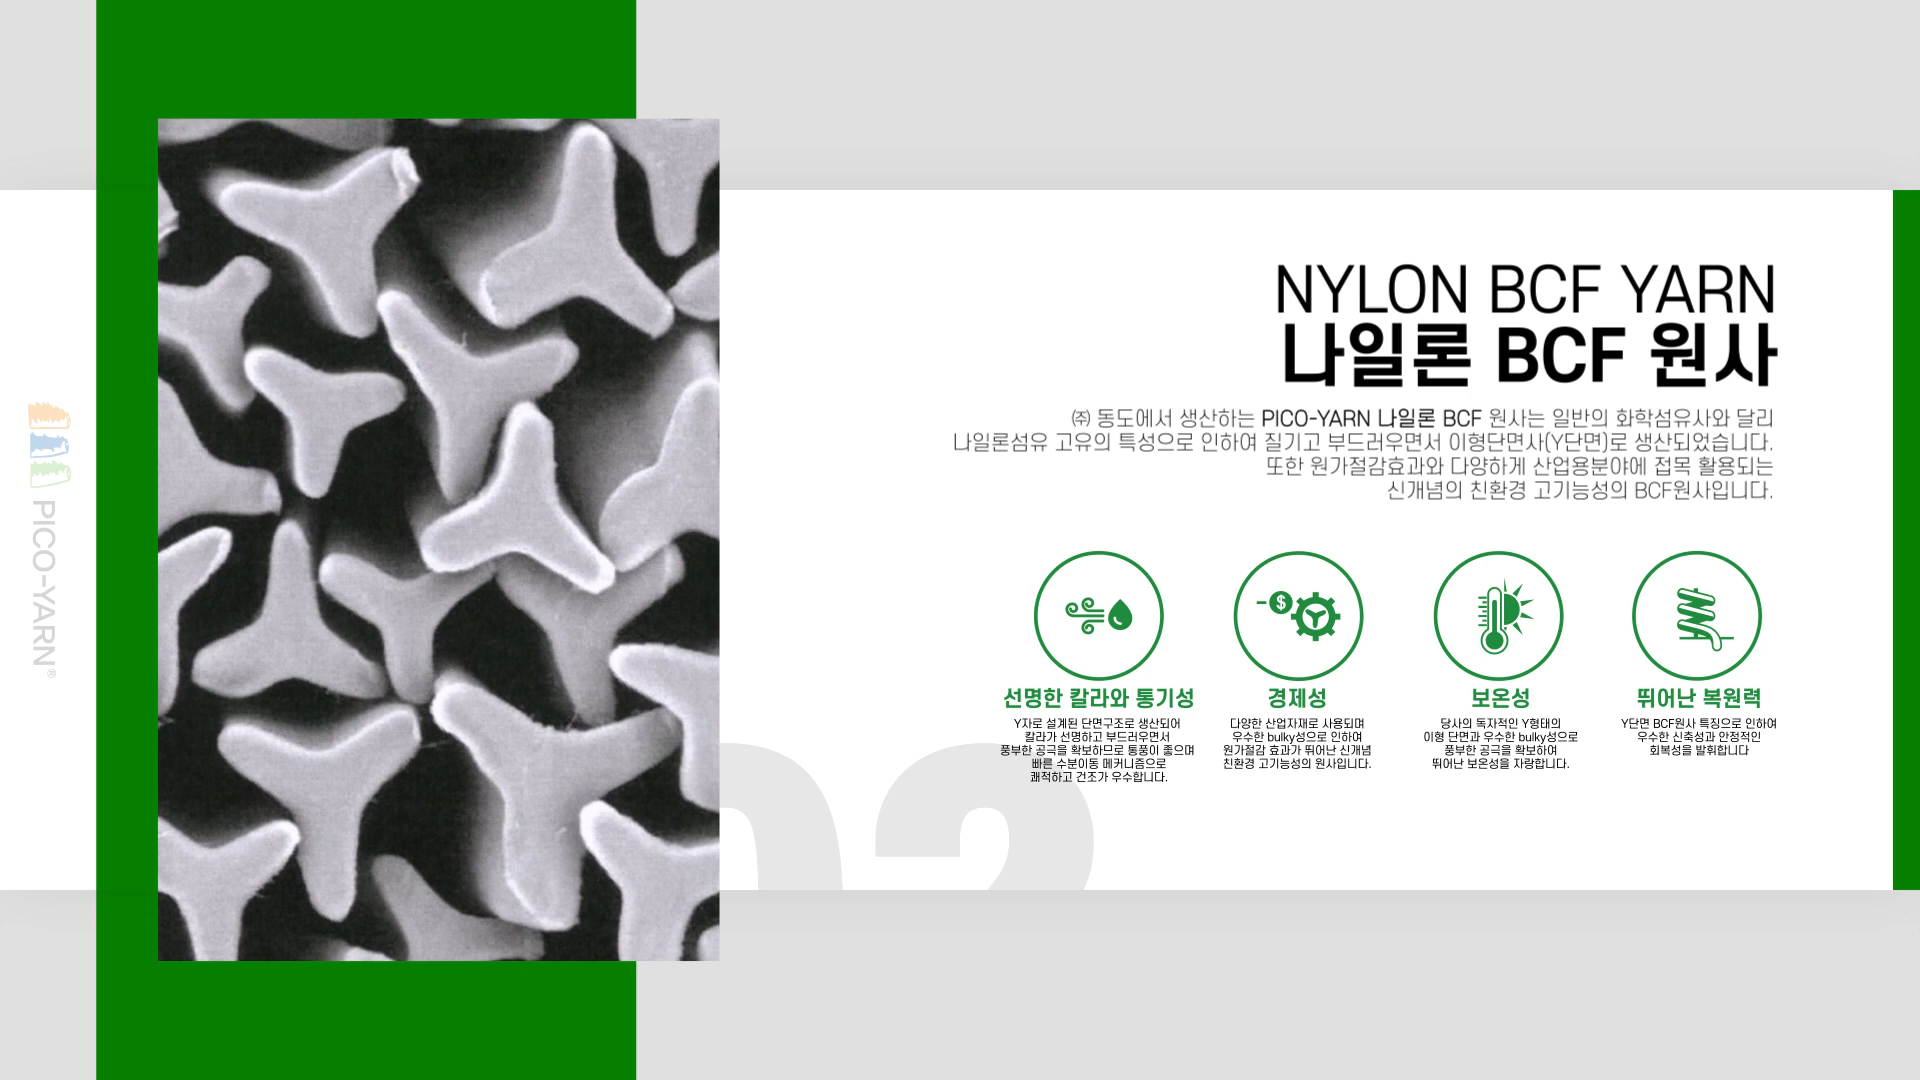 PICO-YARN®
NYLON BCF YARN
나일론 BCF 원사
㈜ 동도에서 생산하는 PICO-YARN 나일론 BCF 원사는 일반의 화학섬유사와 달리
나일론섬유 고유의 특성으로 인하여 질기고 부드러우면서 이형단면사(Y단면)로 생산되었습니다.
또한 원가절감효과와 다양하게 산업용분야에 접목 활용되는
신개념의 친환경 고기능성의 BCF원사입니다.
선명한 칼라와 통기성
Y자로 설계된 단면구조로 생산되어
칼라가 선명하고 부드러우면서
풍부한 공극을 확보하므로 통풍이 좋으며
빠른 수분이동 메커니즘으로
쾌적하고 건조가 우수합니다.
경제성
다양한 산업자재로 사용되며
우수한 bulky성으로 인하여
원가절감 효과가 뛰어난 신개념
친환경 고기능성의 원사입니다.
보온성
당사의 독자적인 Y형태의
이형 단면과 우수한 bulky성으로
풍부한 공극을 확보하여
뛰어난 보온성을 자랑합니다.
뛰어난 복원력
Y단면 BCF원사 특징으로 인하여
우수한 신축성과 안정적인
회복성을 발휘합니다
02